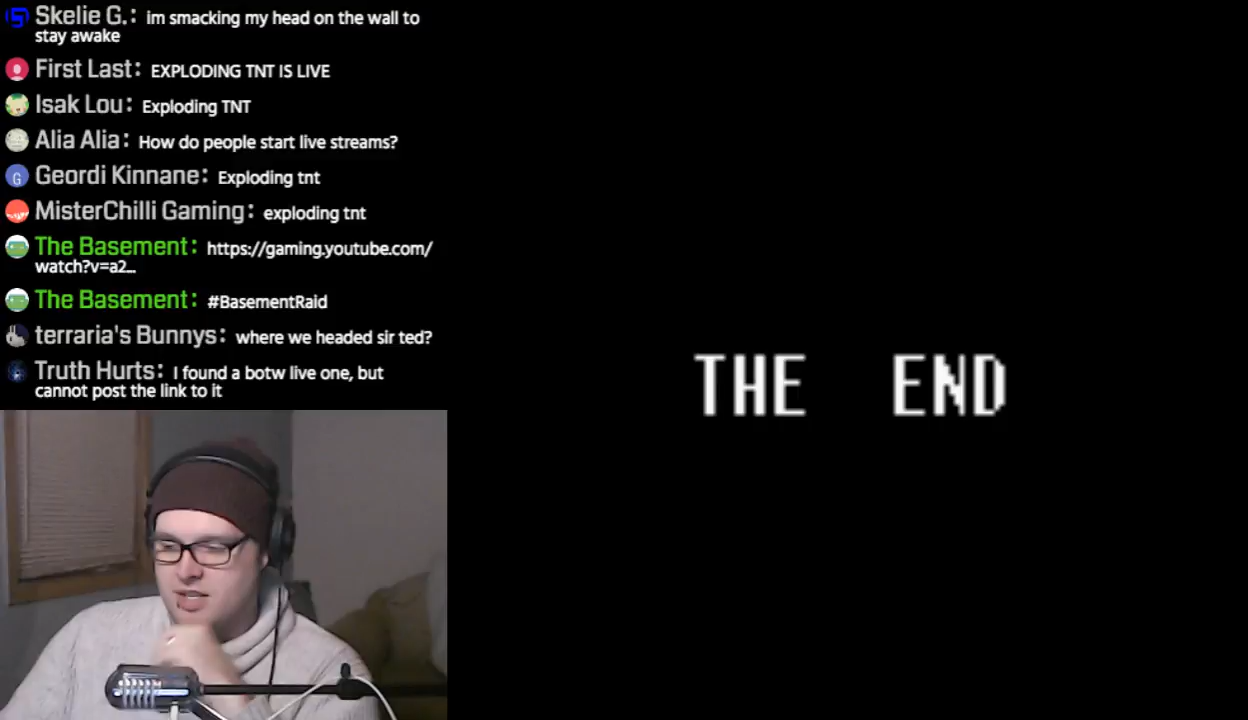 Skelie G.: im smacking my head on the wall to
stay awake
First Last: EXPLODING TNT IS LIVE
Isak Lou: Exploding TNT
Alia Alia: How do people start live streams?
G
Geordi Kinnane: Exploding tnt
MisterChilli Gaming: exploding tnt
The Basement: https://gaming.youtube.com/
watch?v=a2...
The Basement: #BasementRaid
terraria's Bunnys: where we headed sir ted?
Truth Hurts: I found a botw live one, but
cannot post the link to it
THE END